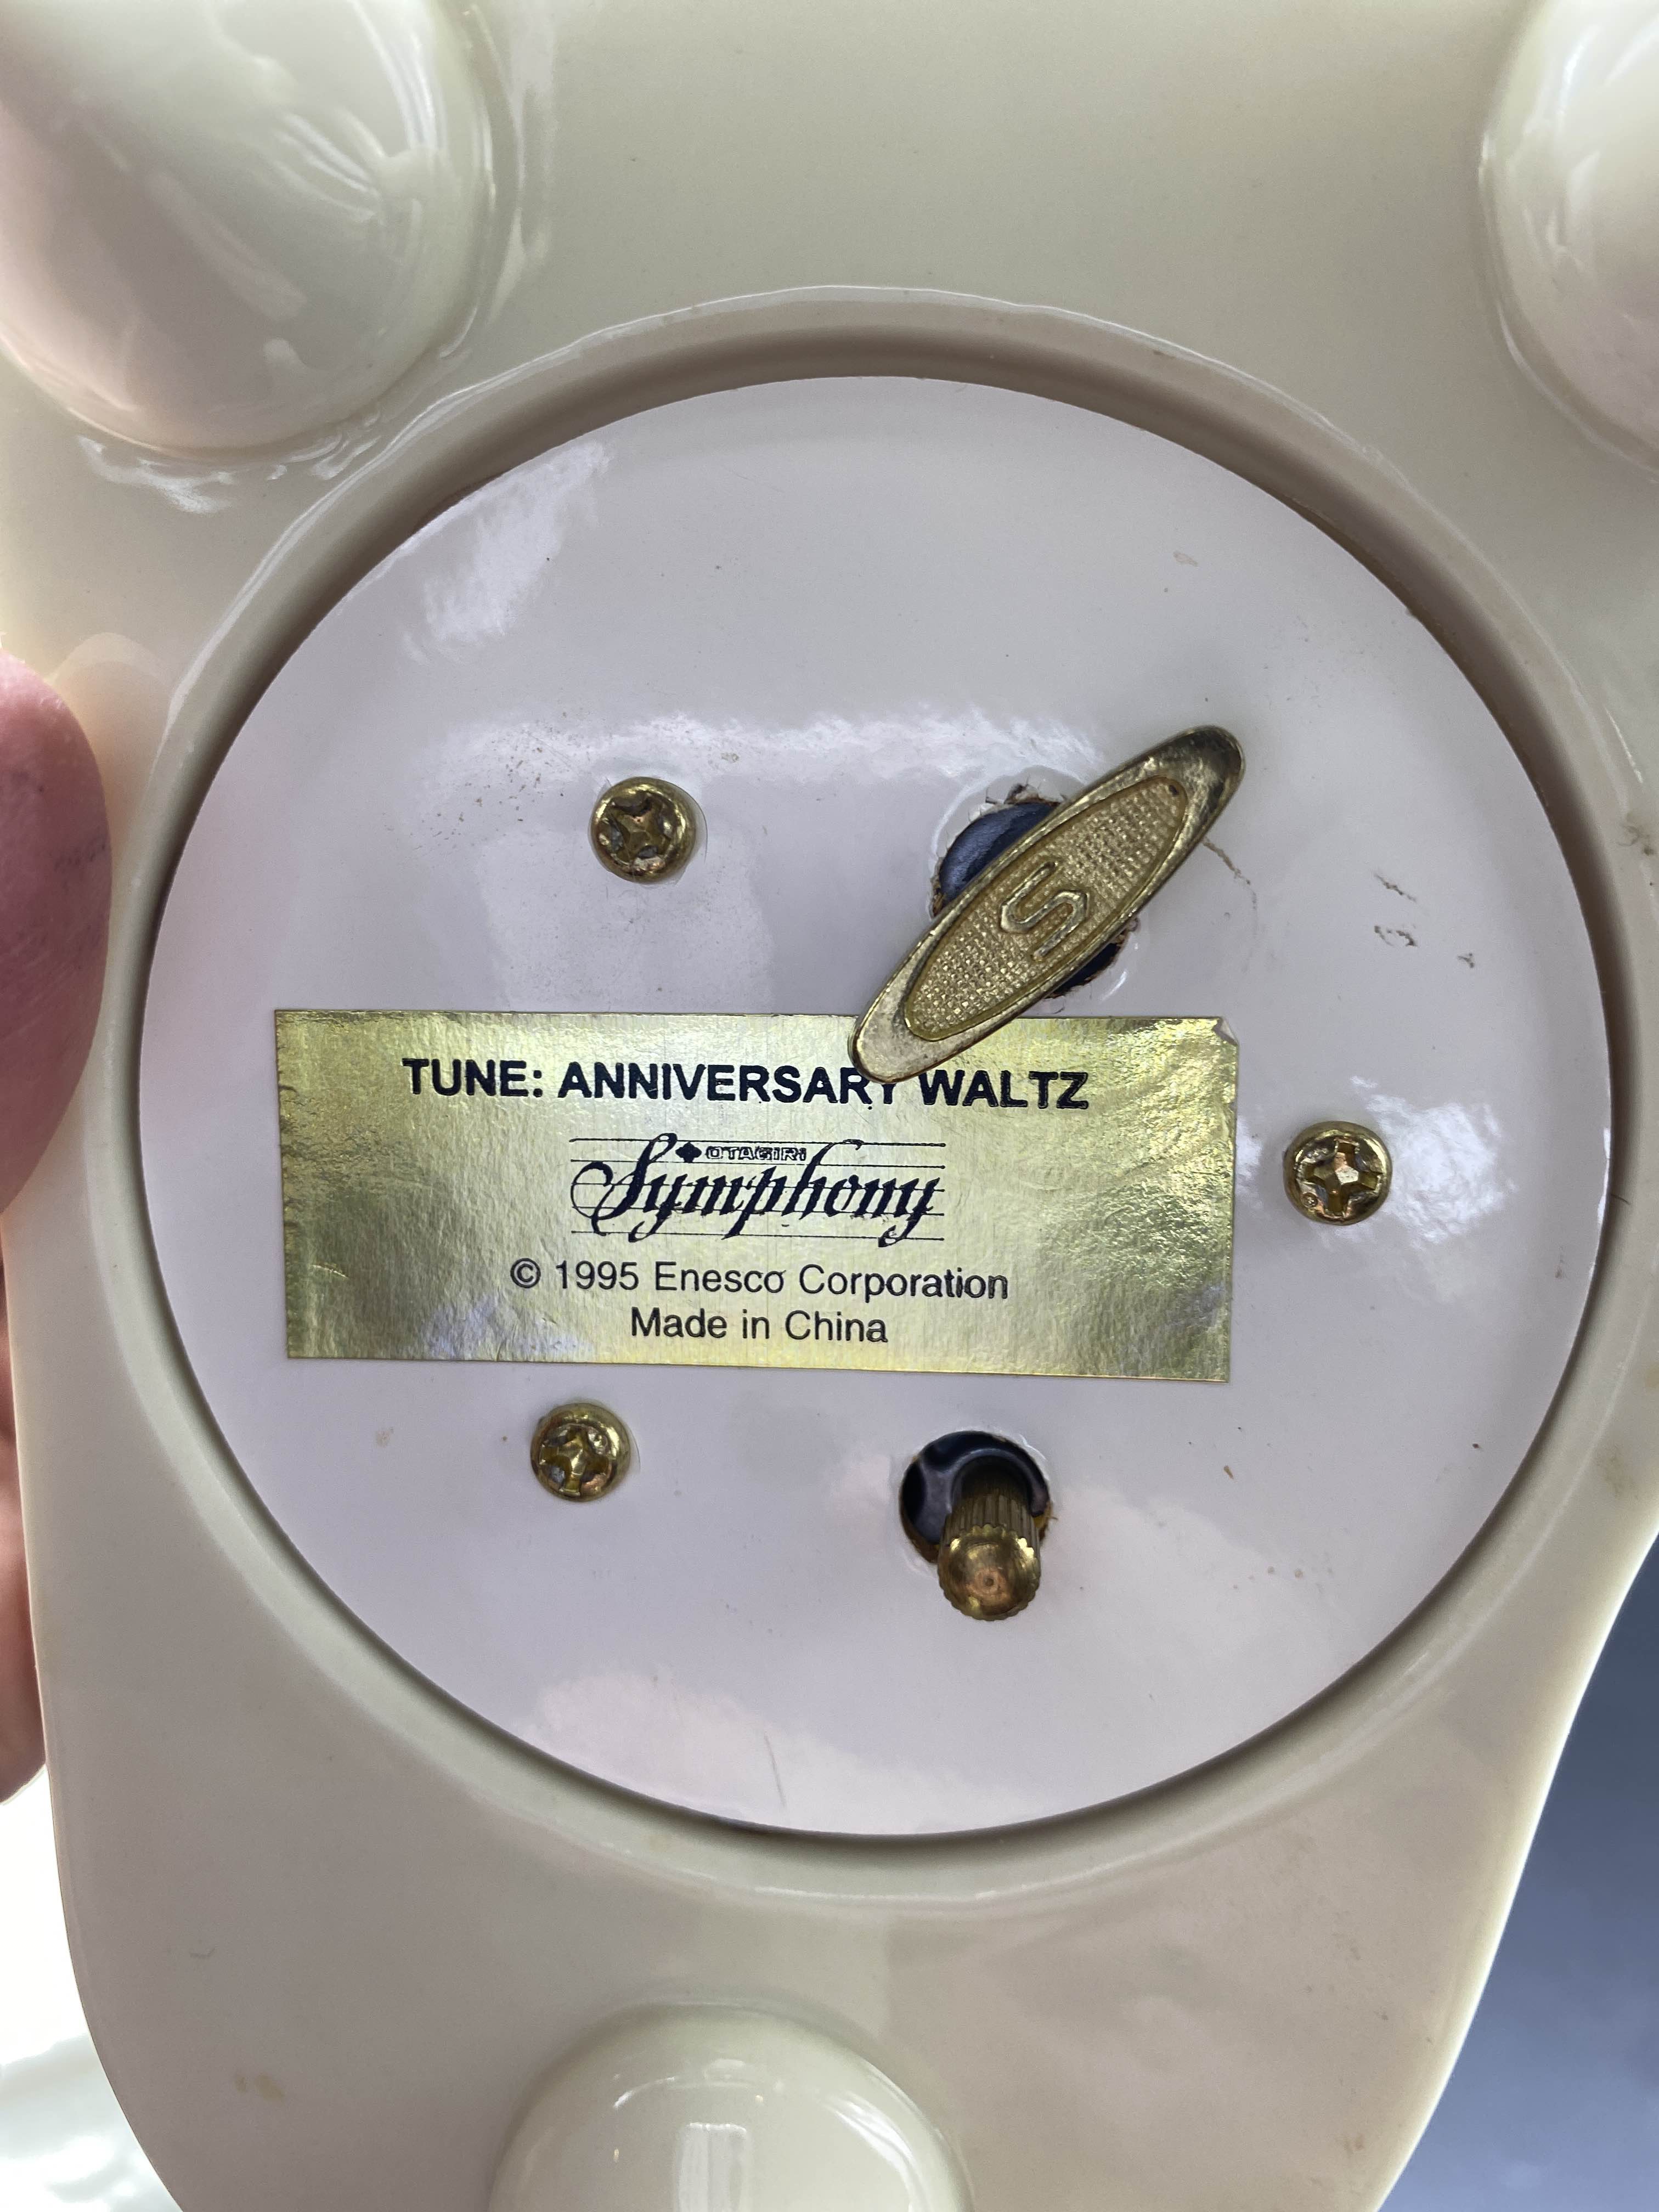 S
TUNE: ANNIVERSARY WALTZ
OTAGIRI
Symphony
© 1995 Enesco Corporation
Made in China